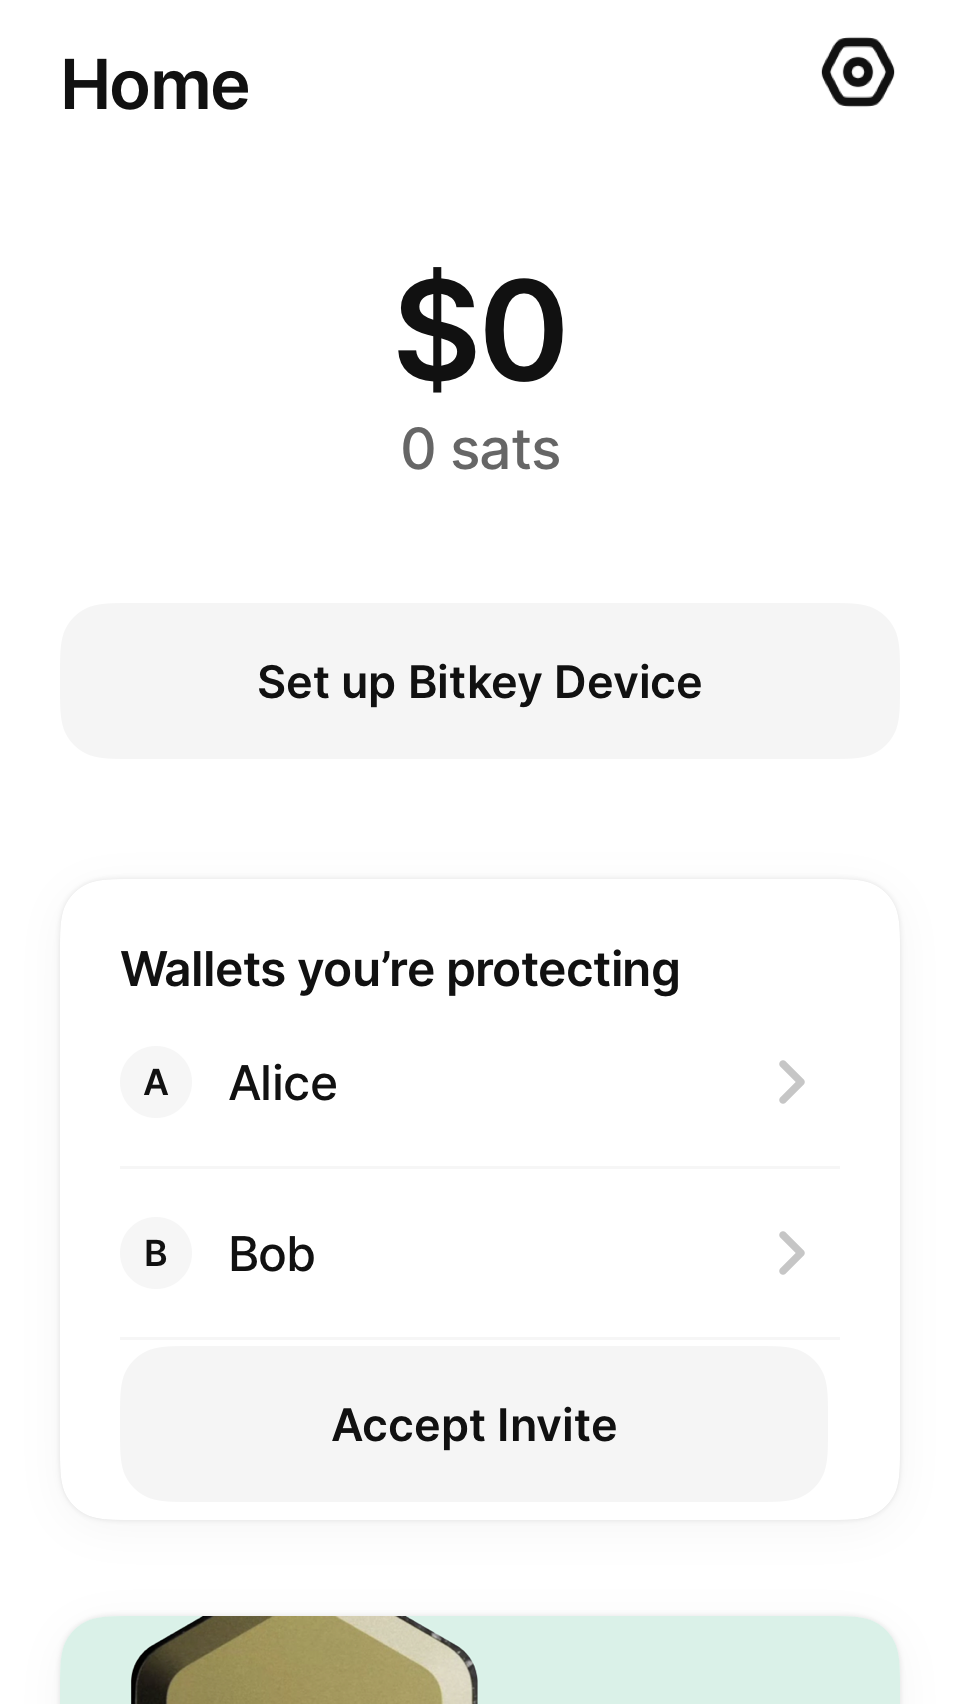 Home
$0
0 sats
Set up Bitkey Device
Wallets you’re protecting
A Alice
B Bob
Accept Invite